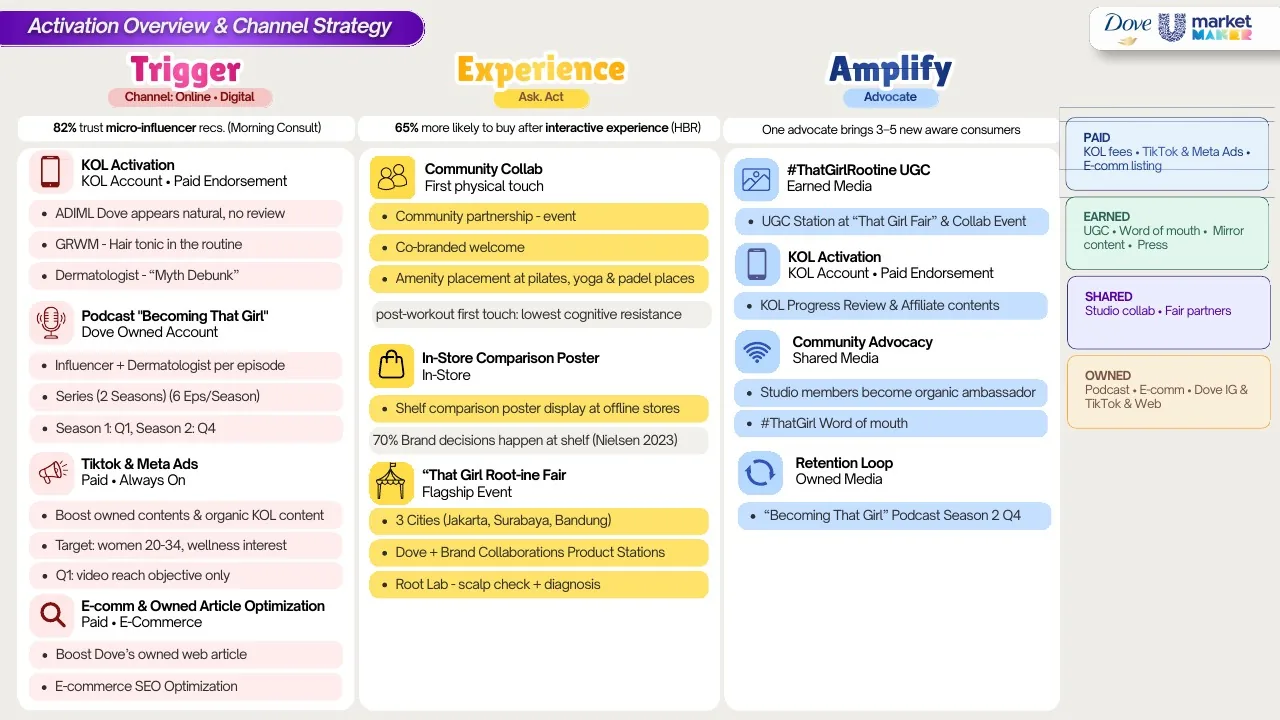 Activation Overview & Channel Strategy
Dove
market
MAKER
Trigger
Channel: Online • Digital
82% trust micro-influencer recs. (Morning Consult)
KOL Activation
KOL Account • Paid Endorsement
• ADIML Dove appears natural, no review
• GRWM - Hair tonic in the routine
• Dermatologist - “Myth Debunk”
Podcast "Becoming That Girl"
Dove Owned Account
• Influencer + Dermatologist per episode
• Series (2 Seasons) (6 Eps/Season)
• Season 1: Q1, Season 2: Q4
Tiktok & Meta Ads
Paid • Always On
• Boost owned contents & organic KOL content
• Target: women 20-34, wellness interest
• Q1: video reach objective only
E-comm & Owned Article Optimization
Paid • E-Commerce
• Boost Dove’s owned web article
• E-commerce SEO Optimization
Experience
Ask. Act
65% more likely to buy after interactive experience (HBR)
Community Collab
First physical touch
• Community partnership - event
• Co-branded welcome
• Amenity placement at pilates, yoga & padel places
post-workout first touch: lowest cognitive resistance
In-Store Comparison Poster
In-Store
• Shelf comparison poster display at offline stores
70% Brand decisions happen at shelf (Nielsen 2023)
“That Girl Root-ine Fair
Flagship Event
• 3 Cities (Jakarta, Surabaya, Bandung)
• Dove + Brand Collaborations Product Stations
• Root Lab - scalp check + diagnosis
Amplify
Advocate
One advocate brings 3–5 new aware consumers
#ThatGirlRootine UGC
Earned Media
• UGC Station at “That Girl Fair” & Collab Event
KOL Activation
KOL Account • Paid Endorsement
• KOL Progress Review & Affiliate contents
Community Advocacy
Shared Media
• Studio members become organic ambassador
• #ThatGirl Word of mouth
Retention Loop
Owned Media
• “Becoming That Girl” Podcast Season 2 Q4
PAID
KOL fees • TikTok & Meta Ads •
E-comm listing
EARNED
UGC • Word of mouth • Mirror
content • Press
SHARED
Studio collab • Fair partners
OWNED
Podcast • E-comm • Dove IG &
TikTok & Web